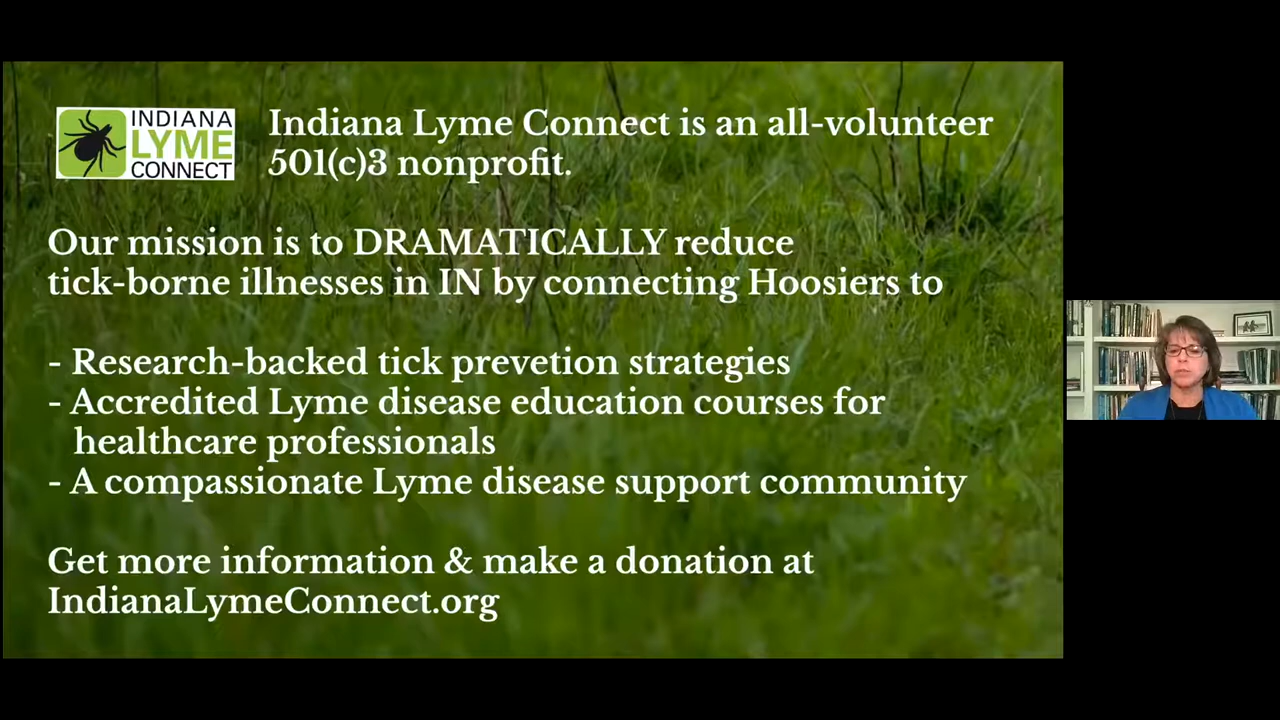 INDIANA
LYME
CONNECT
Indiana Lyme Connect is an all-volunteer
501(c)3 nonprofit.
Our mission is to DRAMATICALLY reduce
tick-borne illnesses in IN by connecting Hoosiers to
- Research-backed tick prevetion strategies
- Accredited Lyme disease education courses for
healthcare professionals
- A compassionate Lyme disease support community
Get more information & make a donation at
IndianaLymeConnect.org